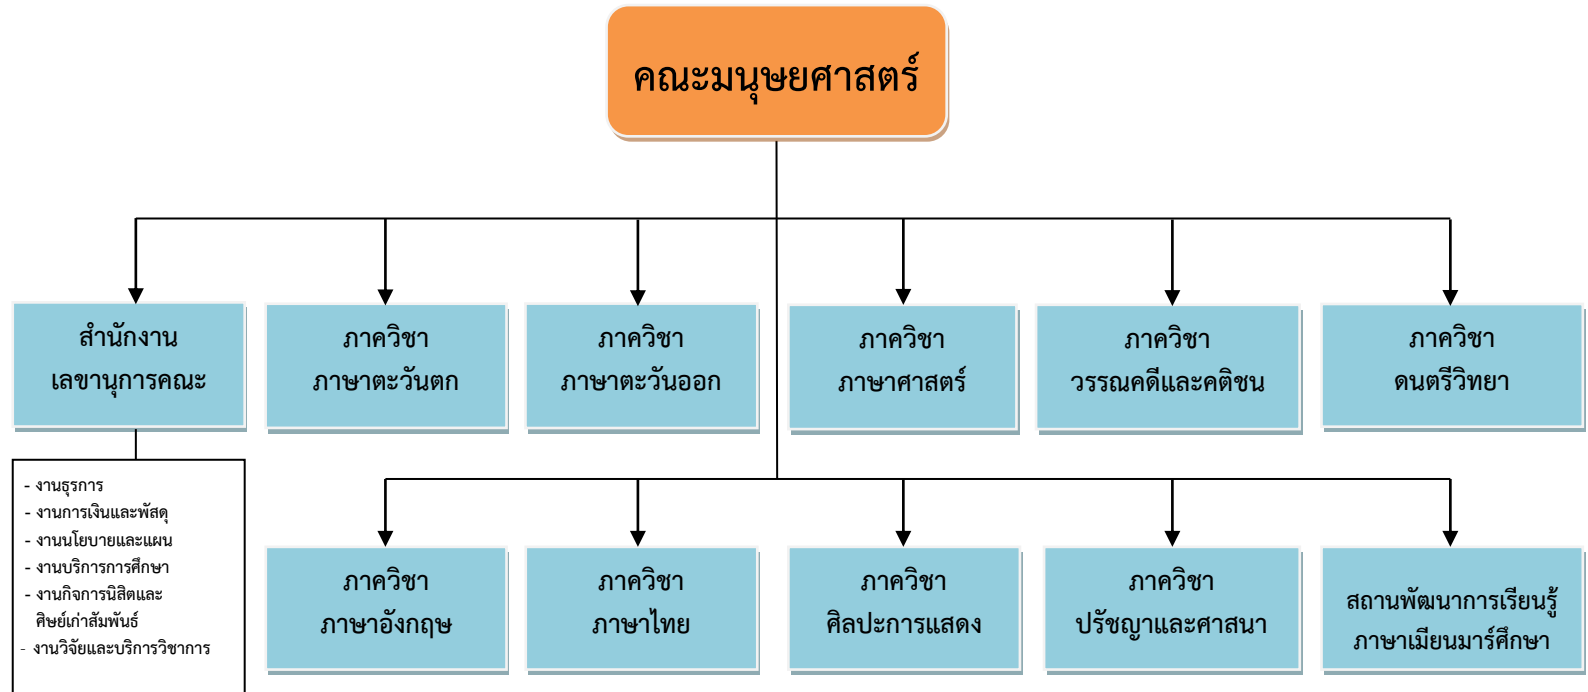 คณะมนุษยศาสตร์
สำนักงาน
เลขานุการคณะ
ภาควิชา
ภาษาตะวันตก
ภาควิชา
ภาษาตะวันออก
ภาควิชา
ภาษาศาสตร์
ภาควิชา
วรรณคดีและคติชน
ภาควิชา
ดนตรีวิทยา
- งานธุรการ
- งานการเงินและพัสดุ
- งานนโยบายและแผน
- งานบริการการศึกษา
- งานกิจการนิสิตและ
ศิษย์เก่าสัมพันธ์
- งานวิจัยและบริการวิชาการ
ภาควิชา
ภาษาอังกฤษ
ภาควิชา
ภาษาไทย
ภาควิชา
ศิลปะการแสดง
ภาควิชา
ปรัชญาและศาสนา
สถานพัฒนาการเรียนรู้
ภาษาเมียนมาร์ศึกษา